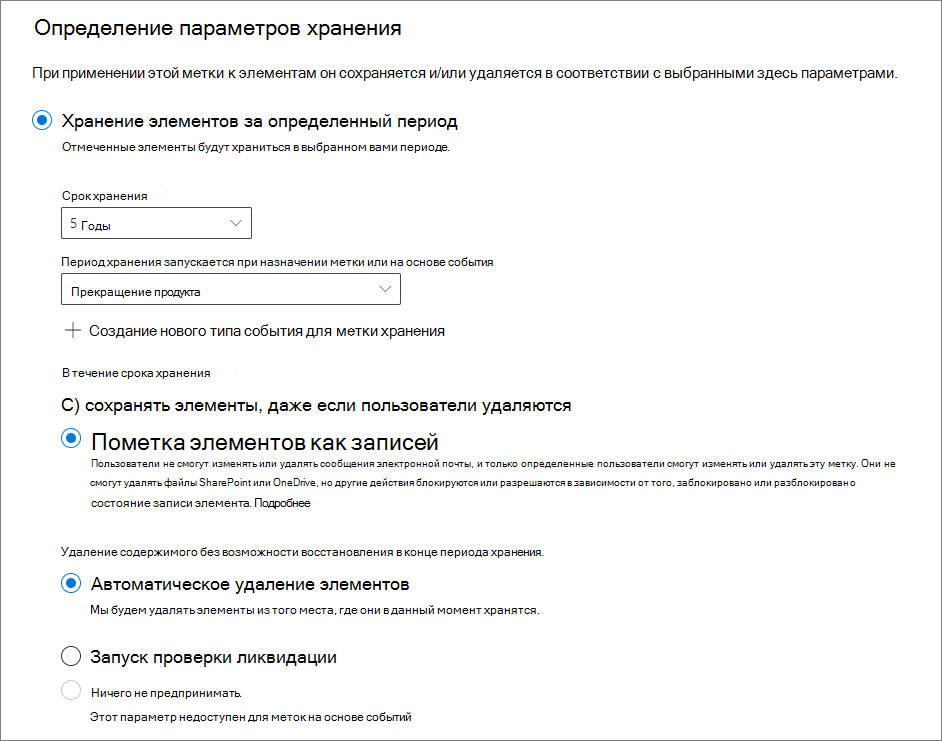 Определение параметров хранения
При применении этой метки к элементам он сохраняется и/или удаляется в соответствии с выбранными здесь параметрами.
Хранение элементов за определенный период
Отмеченные элементы будут храниться в выбранном вами периоде.
Срок хранения
5 Годы
Период хранения запускается при назначении метки или на основе события
Прекращение продукта
Создание нового типа события для метки хранения
В течение срока хранения
С) сохранять элементы, даже если пользователи удаляются
Пометка элементов как записей
Пользователи не смогут изменять или удалять сообщения электронной почты, и только определенные пользователи смогут изменять или удалять эту метку. Они не
смогут удалять файлы SharePoint или OneDrive, но другие действия блокируются или разрешаются в зависимости от того, заблокировано или разблокировано
состояние записи элемента. Подробнее
Удаление содержимого без возможности восстановления в конце периода хранения.
Автоматическое удаление элементов
Мы будем удалять элементы из того места, где они в данный момент хранятся.
Запуск проверки ликвидации
Ничего не предпринимать.
Этот параметр недоступен для меток на основе событий